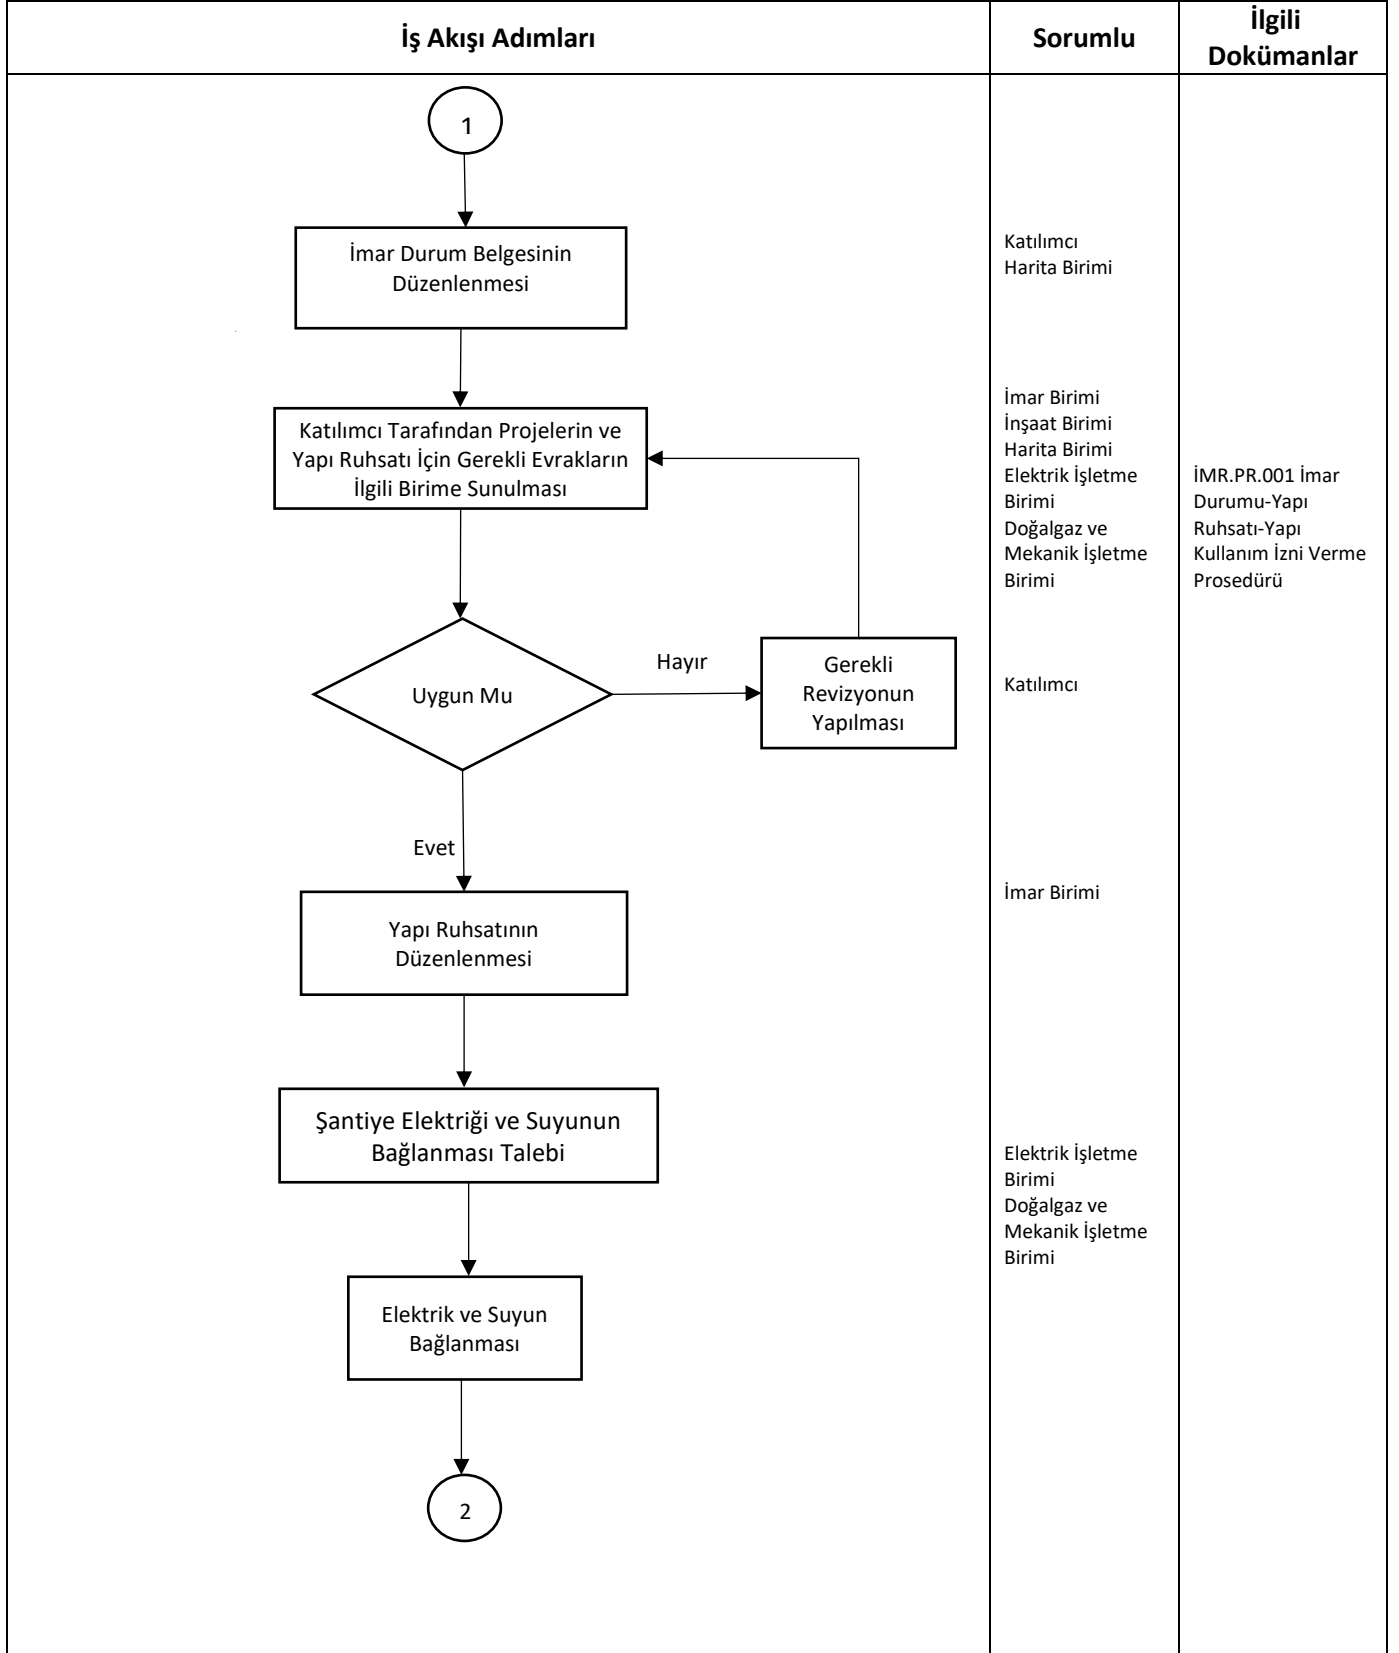 İş Akışı Adımları
Sorumlu
İlgili
Dokümanlar
1
İmar Durum Belgesinin
Düzenlenmesi
Katılımcı
Harita Birimi
Katılımcı Tarafından Projelerin ve
Yapı Ruhsatı İçin Gerekli Evrakların
İlgili Birime Sunulması
İmar Birimi
İnşaat Birimi
Harita Birimi
Elektrik İşletme
Birimi
Doğalgaz ve
Mekanik İşletme
Birimi
İMR.PR.001 İmar
Durumu-Yapı
Ruhsatı-Yapı
Kullanım İzni Verme
Prosedürü
Uygun Mu
Hayır
Gerekli
Revizyonun
Yapılması
Katılımcı
Evet
Yapı Ruhsatının
Düzenlenmesi
İmar Birimi
Şantiye Elektriği ve Suyunun
Bağlanması Talebi
Elektrik İşletme
Birimi
Doğalgaz ve
Mekanik İşletme
Birimi
Elektrik ve Suyun
Bağlanması
2